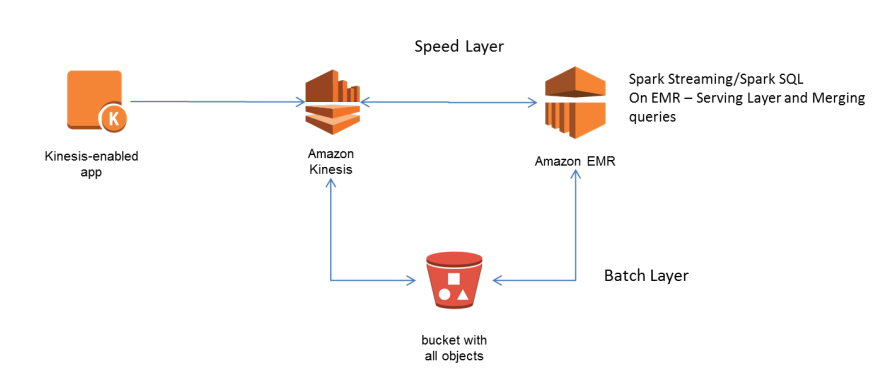 Speed Layer
Spark Streaming/Spark SQL
On EMR – Serving Layer and Merging
queries
K
Kinesis-enabled
app
Amazon
Kinesis
Amazon EMR
Batch Layer
bucket with
all objects